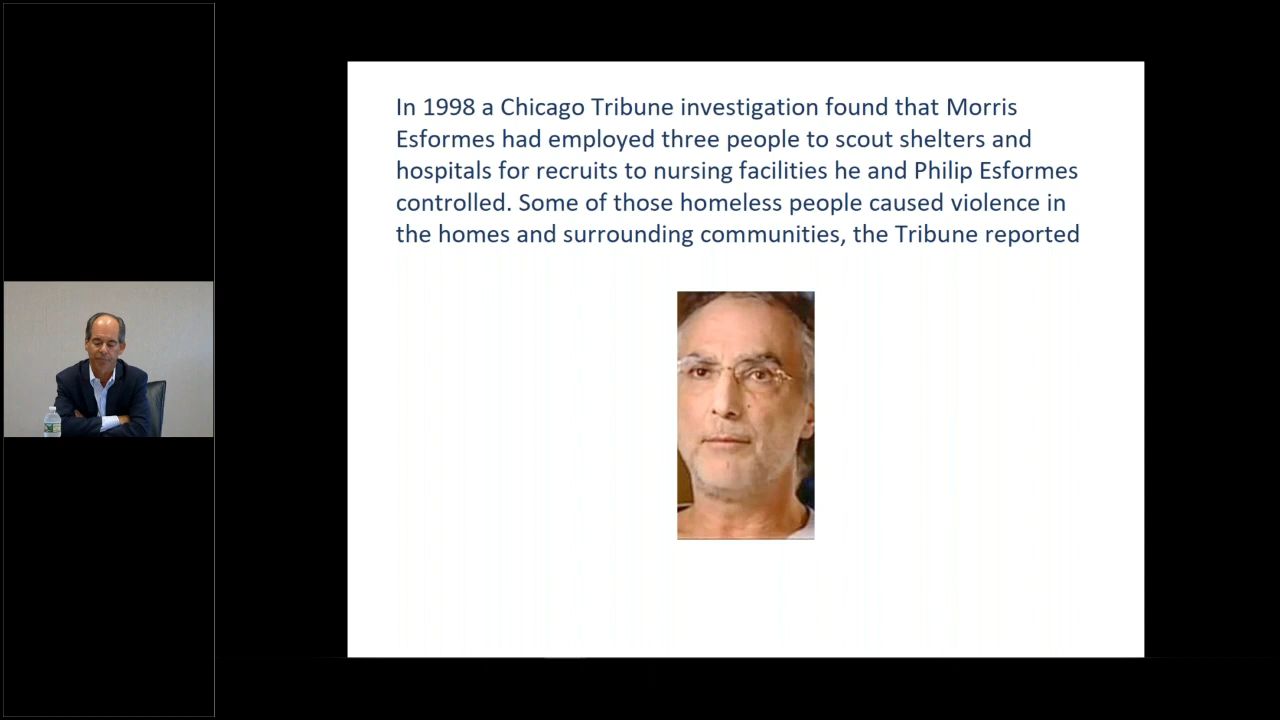 In 1998 a Chicago Tribune investigation found that Morris
Esformes had employed three people to scout shelters and
hospitals for recruits to nursing facilities he and Philip Esformes
controlled. Some of those homeless people caused violence in
the homes and surrounding communities, the Tribune reported